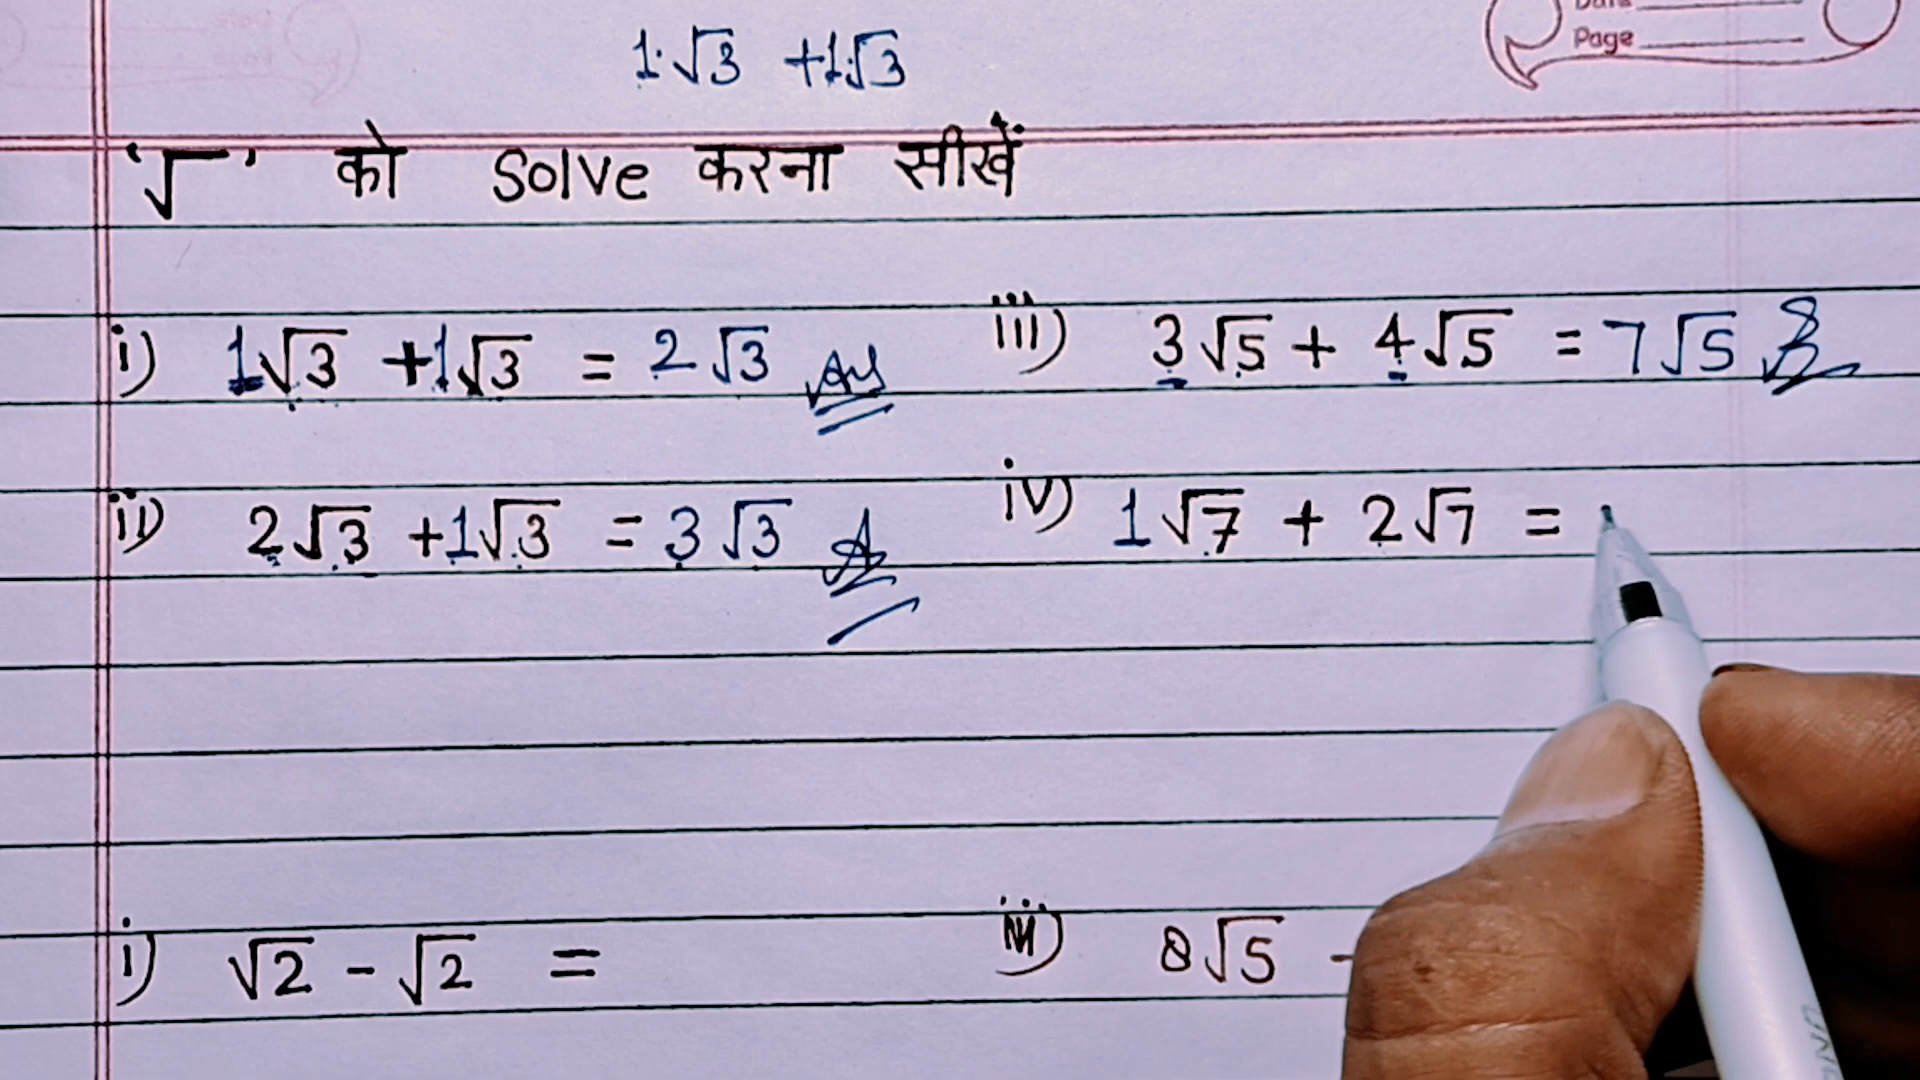 Date
Page
1·√3 +1·√3
'√' को Solve करना सीखें
i) 1√3 + 1√3 = 2√3 Ans
ii) 2√3 + 1√3 = 3√3 A
iii) 3√5 + 4√5 = 7√5
iv) 1√7 + 2√7 =
i) √2 - √2 =
iii) 8√5 -